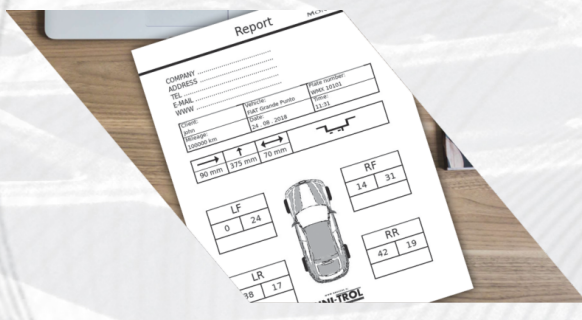 Report
COMPANY ..............................
ADDRESS ..............................
TEL ..............................
E-MAIL ..............................
WWW ..............................
Client: Vehicle: Plate number:
John FIAT Grande Punto WMX 10101
Mileage: Date: Time:
100000 km 24 . 08 . 2018 11:31
90 mm 375 mm 70 mm
LF RF
0 24 14 31
LR RR
38 17 42 19